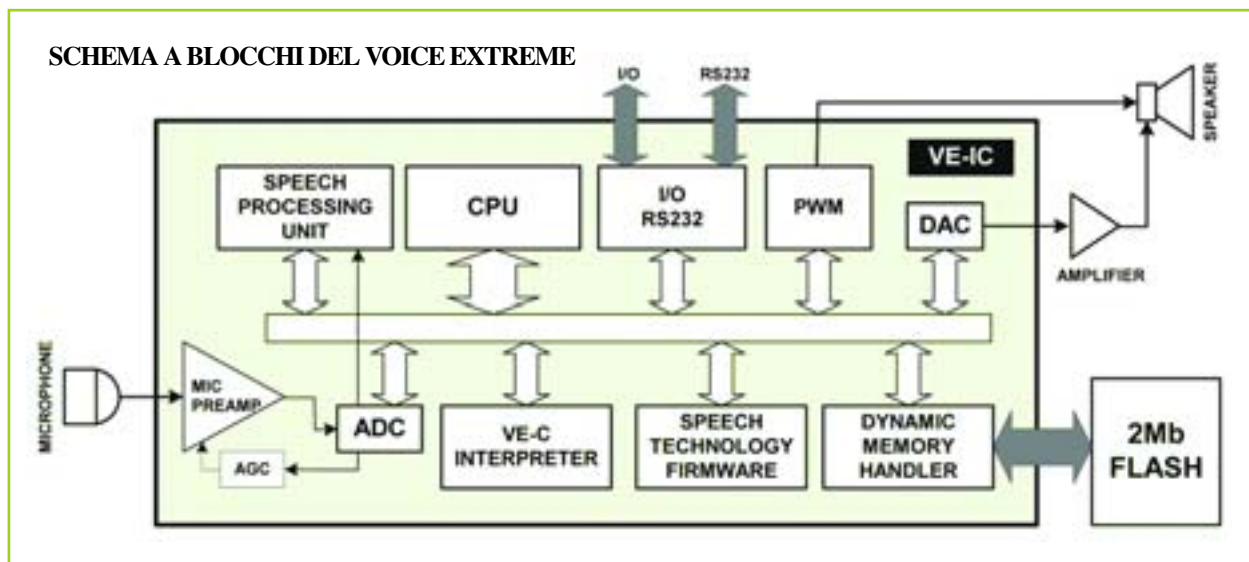 SCHEMA A BLOCCHI DEL VOICE EXTREME
I/O
RS232
SPEAKER
VE-IC
SPEECH
PROCESSING
UNIT
CPU
I/O
RS232
PWM
DAC
AMPLIFIER
MICROPHONE
MIC
PREAMP
AGC
ADC
VE-C
INTERPRETER
SPEECH
TECHNOLOGY
FIRMWARE
DYNAMIC
MEMORY
HANDLER
2Mb
FLASH